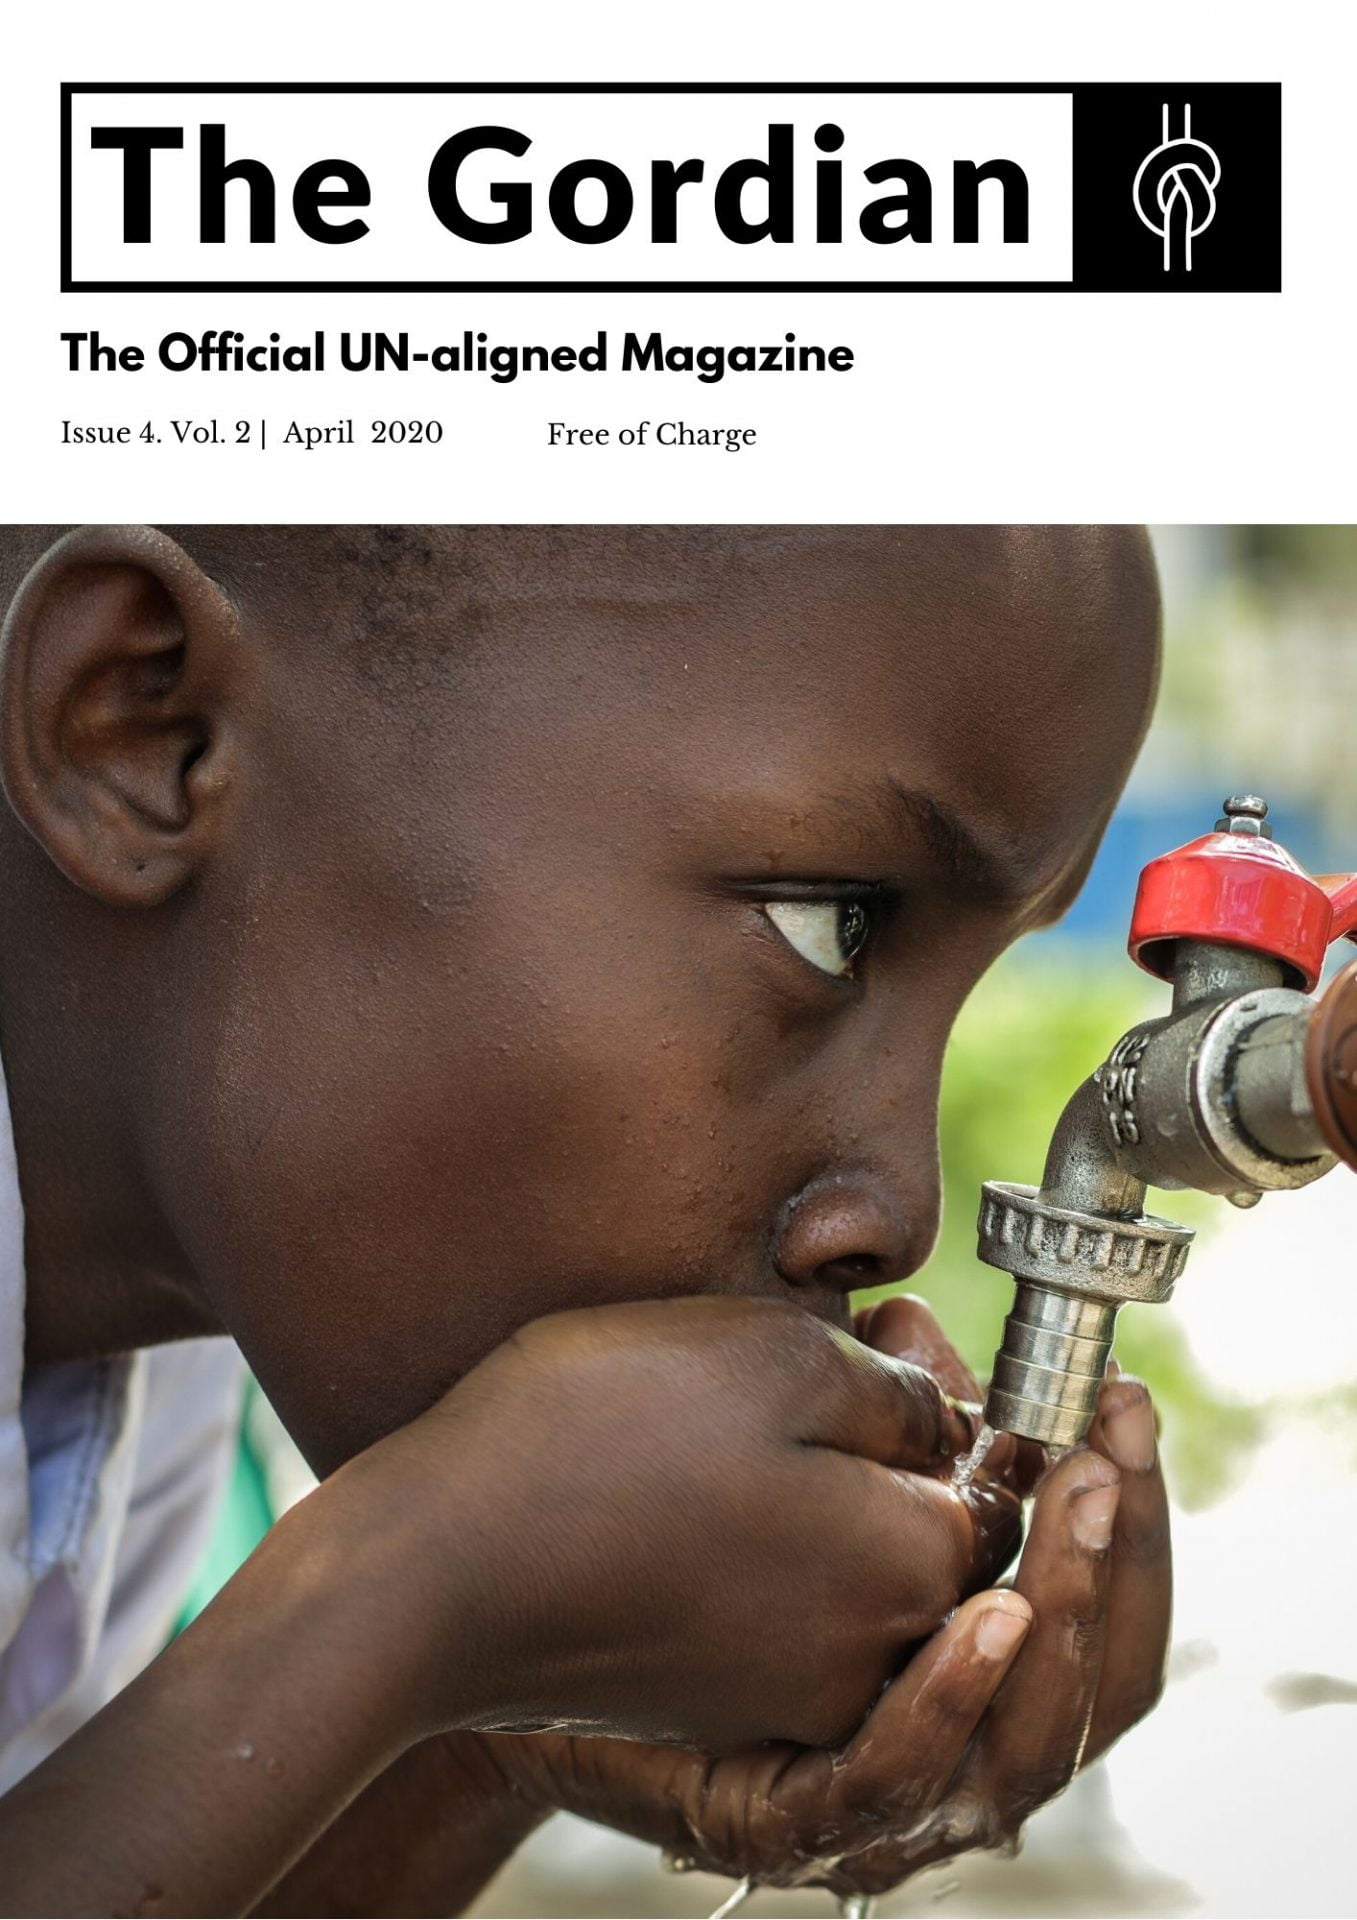 The Gordian
The Official UN-aligned Magazine
Issue 4. Vol. 2 | April 2020
Free of Charge